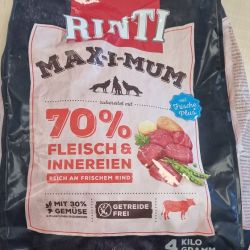 RINTI
MAX-I-MUM
zubereitet mit
Frische
Plus
70%
FLEISCH &
INNEREIEN
REICH AN FRISCHEM RIND
MIT 30%
GEMÜSE
GETREIDE
FREI
4 KILO
GRAMM